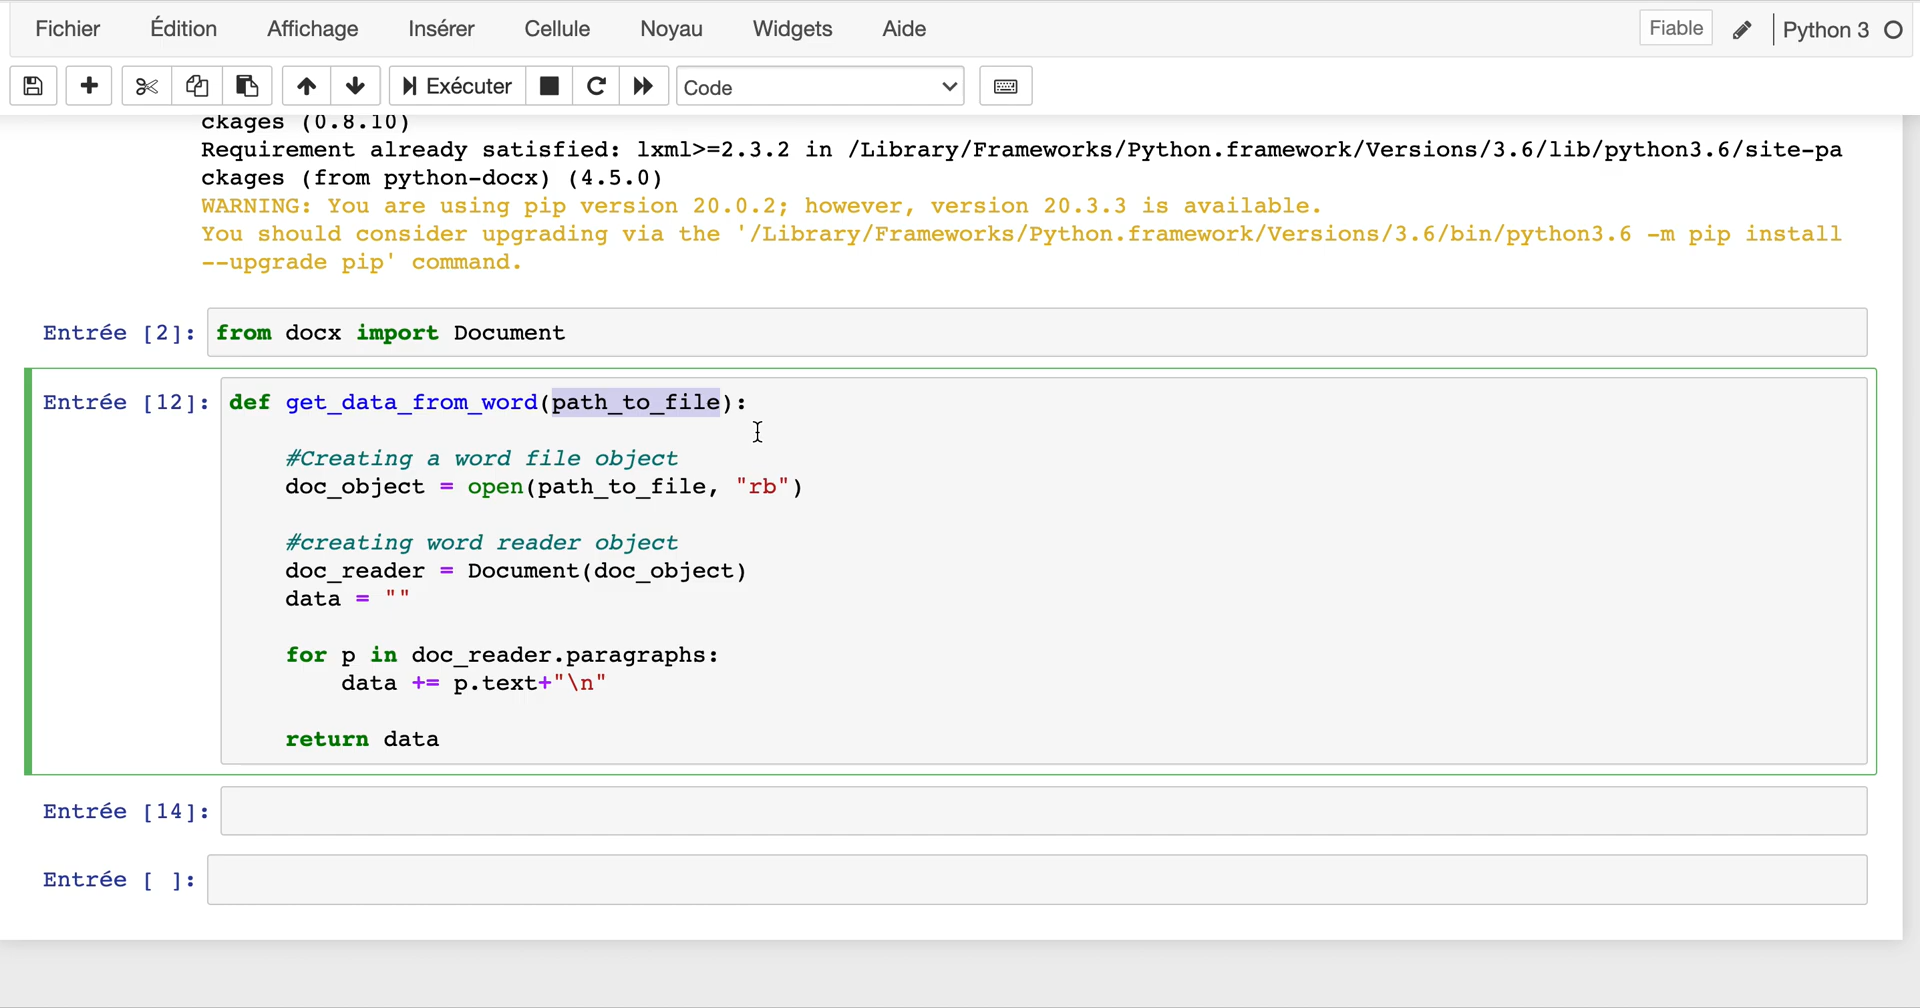 Fichier Édition Affichage Insérer Cellule Noyau Widgets Aide Fiable Python 3
Exécuter Code
ckages (0.8.10)
Requirement already satisfied: lxml>=2.3.2 in /Library/Frameworks/Python.framework/Versions/3.6/lib/python3.6/site-pa
ckages (from python-docx) (4.5.0)
WARNING: You are using pip version 20.0.2; however, version 20.3.3 is available.
You should consider upgrading via the '/Library/Frameworks/Python.framework/Versions/3.6/bin/python3.6 -m pip install
--upgrade pip' command.
Entrée [2]: from docx import Document
Entrée [12]: def get_data_from_word(path_to_file):
#Creating a word file object
doc_object = open(path_to_file, "rb")
#creating word reader object
doc_reader = Document(doc_object)
data = ""
for p in doc_reader.paragraphs:
data += p.text+"\n"
return data
Entrée [14]:
Entrée [ ]: